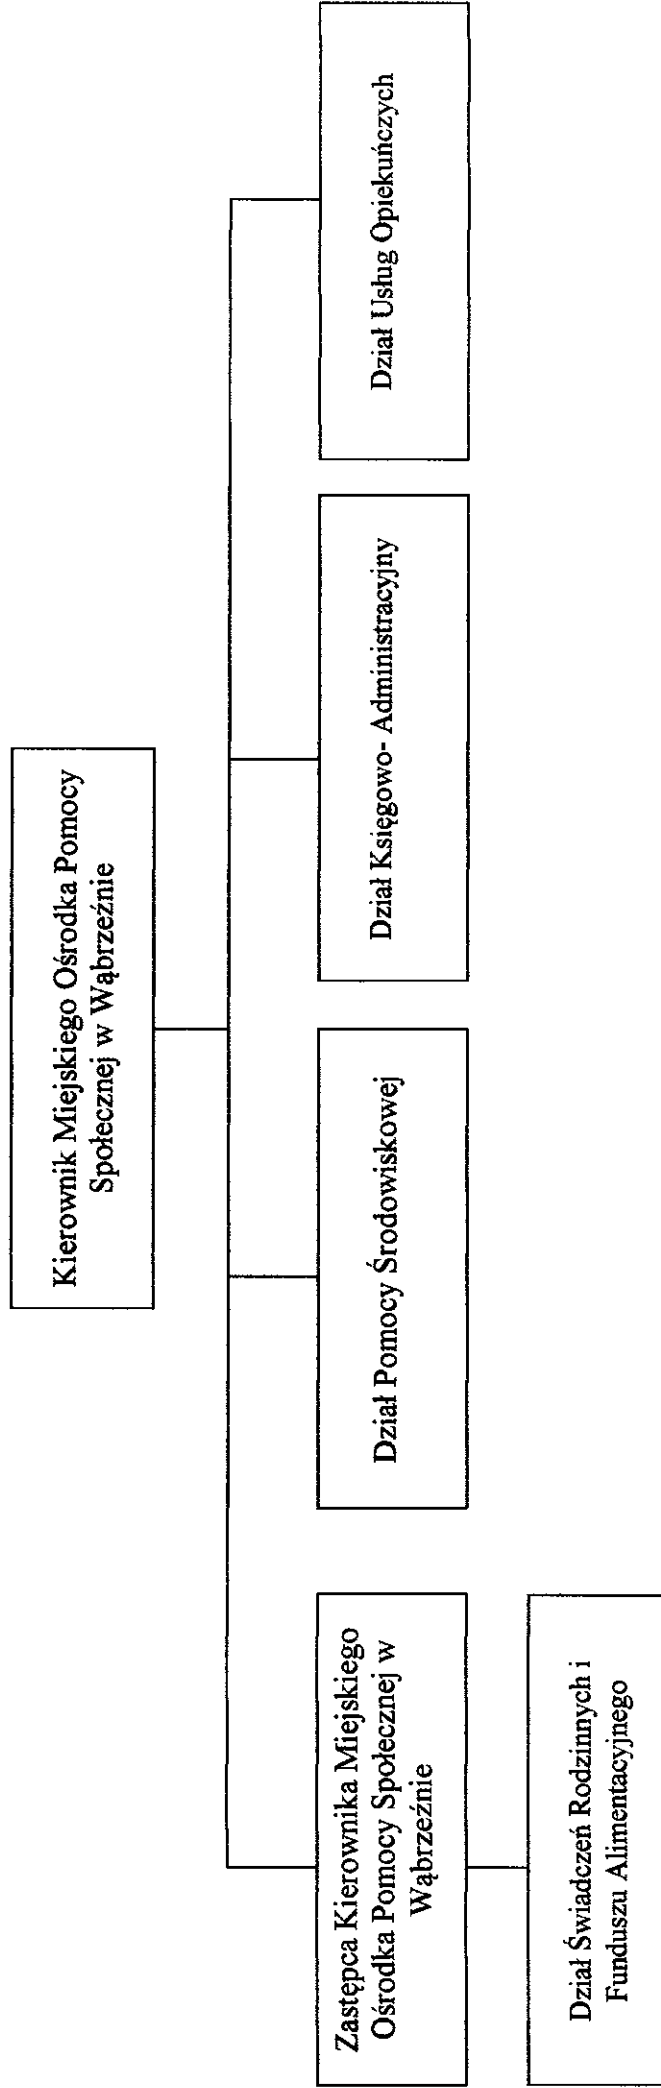 Kierownik Miejskiego Ośrodka Pomocy
Społecznej w Wąbrzeźnie
Zastępca Kierownika Miejskiego
Ośrodka Pomocy Społecznej w
Wąbrzeźnie
Dział Pomocy Środowiskowej
Dział Księgowo- Administracyjny
Dział Usług Opiekuńczych
Dział Świadczeń Rodzinnych i
Funduszu Alimentacyjnego